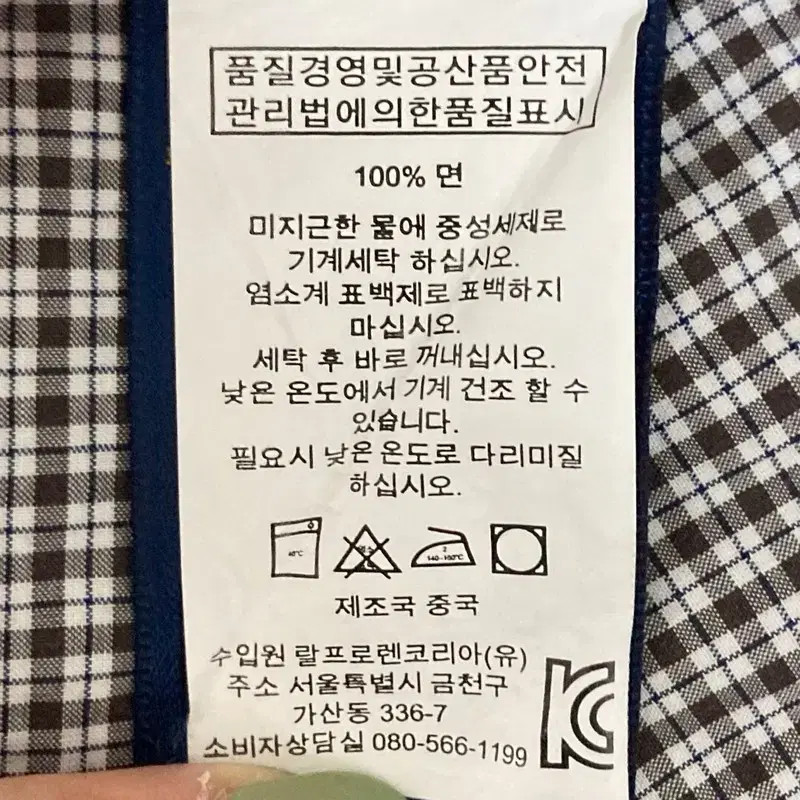 품질경영및공산품안전
관리법에의한품질표시
100% 면
미지근한 물애 중성세제로
기계세탁 하십시오.
염소계 표백제로 표백하지
마십시오.
세탁 후 바로 꺼내십시오.
낮은 온도에서 기계 건조 할 수
있습니다.
필요시 낮은 온도로 다리미질
하십시오.
40°C
염소
2
140-160°C
제조국 중국
수입원 랄프로렌코리아(유)
주소 서울특별시 금천구
가산동 336-7
소비자상담실 080-566-1199